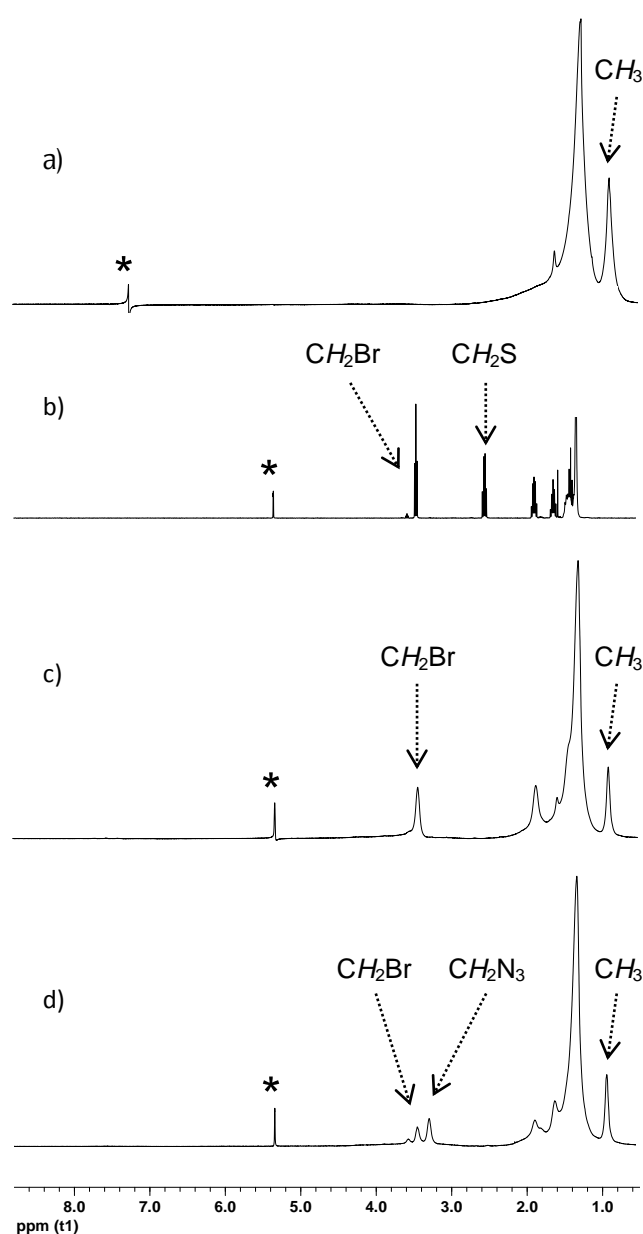 CH₃
a)
*
CH₂Br CH₂S
b)
*
CH₂Br CH₃
c)
*
CH₂Br CH₂N₃ CH₃
d)
*
8.0 7.0 6.0 5.0 4.0 3.0 2.0 1.0
ppm (t1)